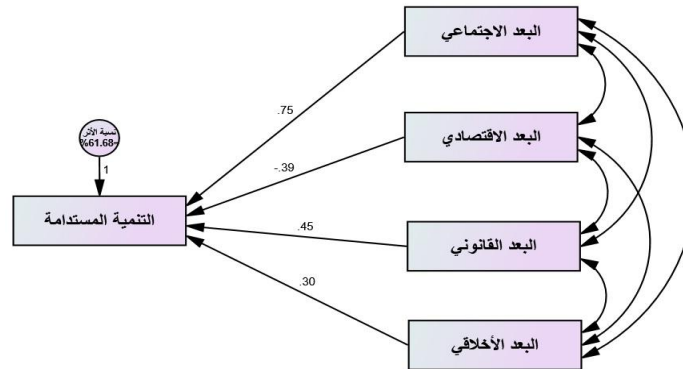 البعد الاجتماعي
.75
البعد الاقتصادي
نسبة الأثر
%61.68~
-.39
1
التنمية المستدامة
.45
البعد القانوني
.30
البعد الأخلاقي